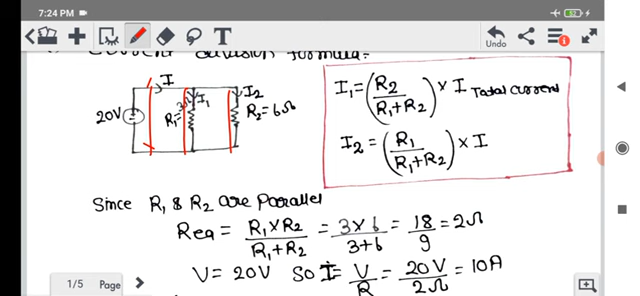 7:24 PM
52
Undo
Current division formula:-
I
I1
I2
20V
R1=3Ω
R2=6Ω
I1 = (R2 / R1+R2) × I Total current
I2 = (R1 / R1+R2) × I
Since R1 & R2 are Parallel
Req = R1×R2 / R1+R2 = 3×6 / 3+6 = 18 / 9 = 2Ω
V = 20V So I = V / R = 20V / 2Ω = 10A
1/5